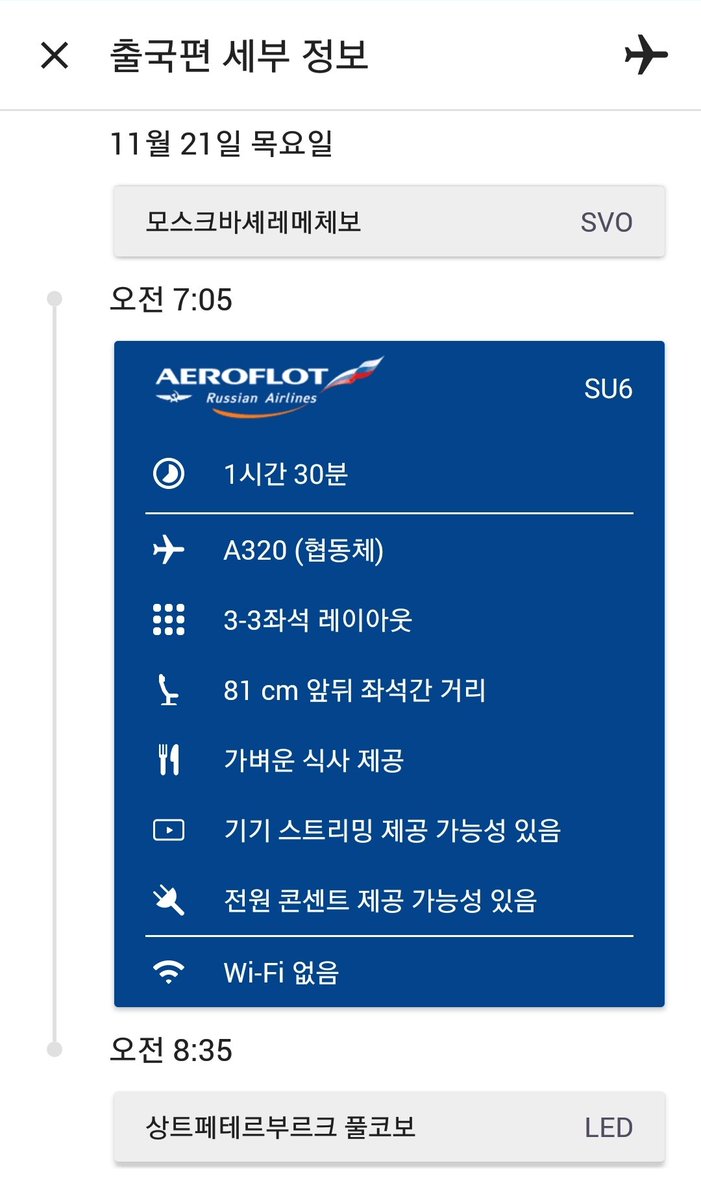 출국편 세부 정보
11월 21일 목요일
모스크바셰레메체보 SVO
오전 7:05
AEROFLOT
Russian Airlines
SU6
1시간 30분
A320 (협동체)
3-3좌석 레이아웃
81 cm 앞뒤 좌석간 거리
가벼운 식사 제공
기기 스트리밍 제공 가능성 있음
전원 콘센트 제공 가능성 있음
Wi-Fi 없음
오전 8:35
상트페테르부르크 풀코보 LED